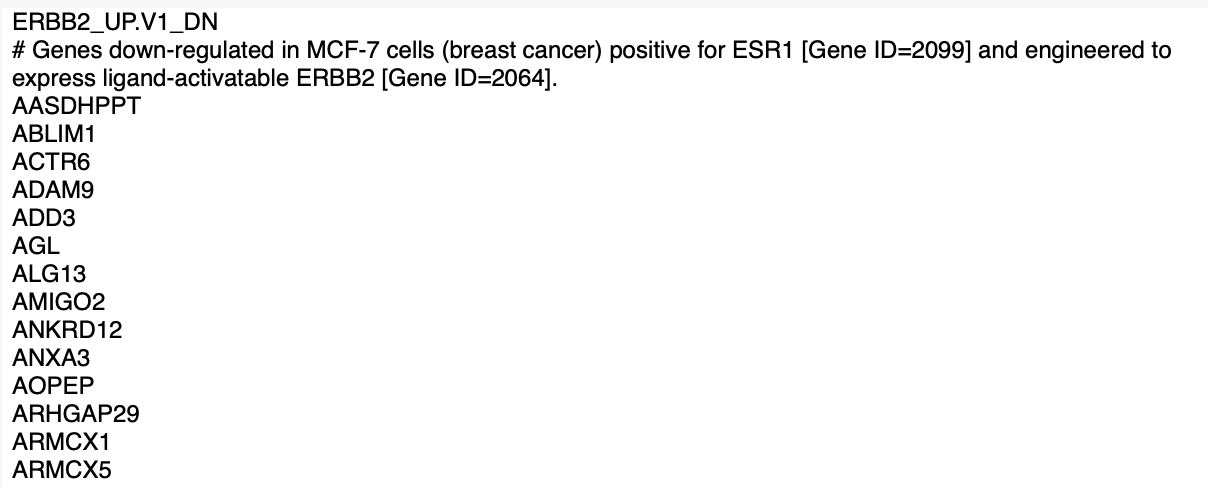 ERBB2_UP.V1_DN
# Genes down-regulated in MCF-7 cells (breast cancer) positive for ESR1 [Gene ID=2099] and engineered to
express ligand-activatable ERBB2 [Gene ID=2064].
AASDHPPT
ABLIM1
ACTR6
ADAM9
ADD3
AGL
ALG13
AMIGO2
ANKRD12
ANXA3
AOPEP
ARHGAP29
ARMCX1
ARMCX5